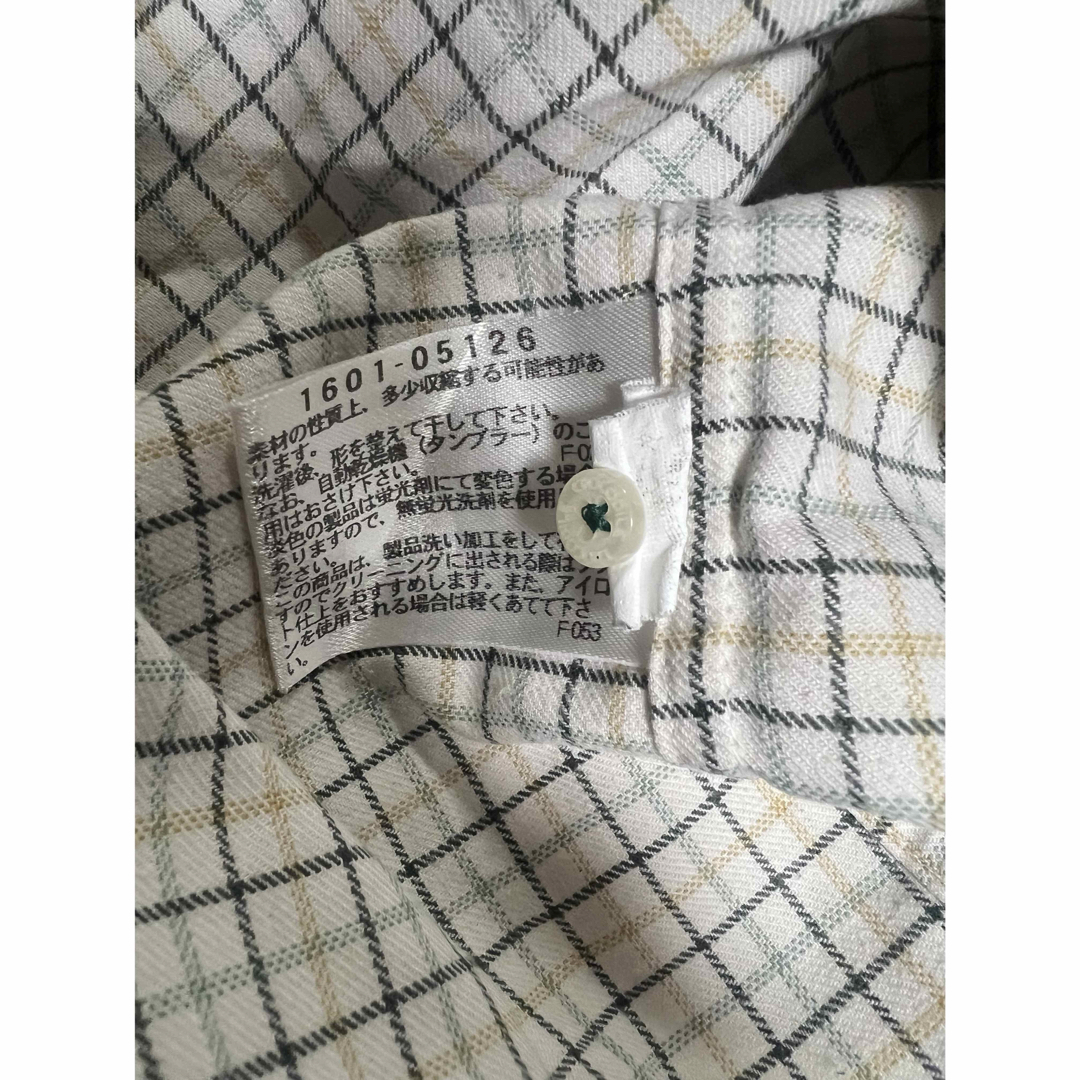 1601-05126
素材の性質上、多少収縮する可能性があ
ります。
洗濯後、形を整えて干して下さい。
なお、自動乾燥機（タンブラー）のご
用はおさけ下さい。
淡色の製品は蛍光剤にて変色する場合
ありますので、無蛍光洗剤を使用
ださい。
この商品は、製品洗い加工をして
すのでクリーニングに出される際は
ト仕上をおすすめします。また、アイロ
ンを使用される場合は軽くあてて下さ
い。
F053